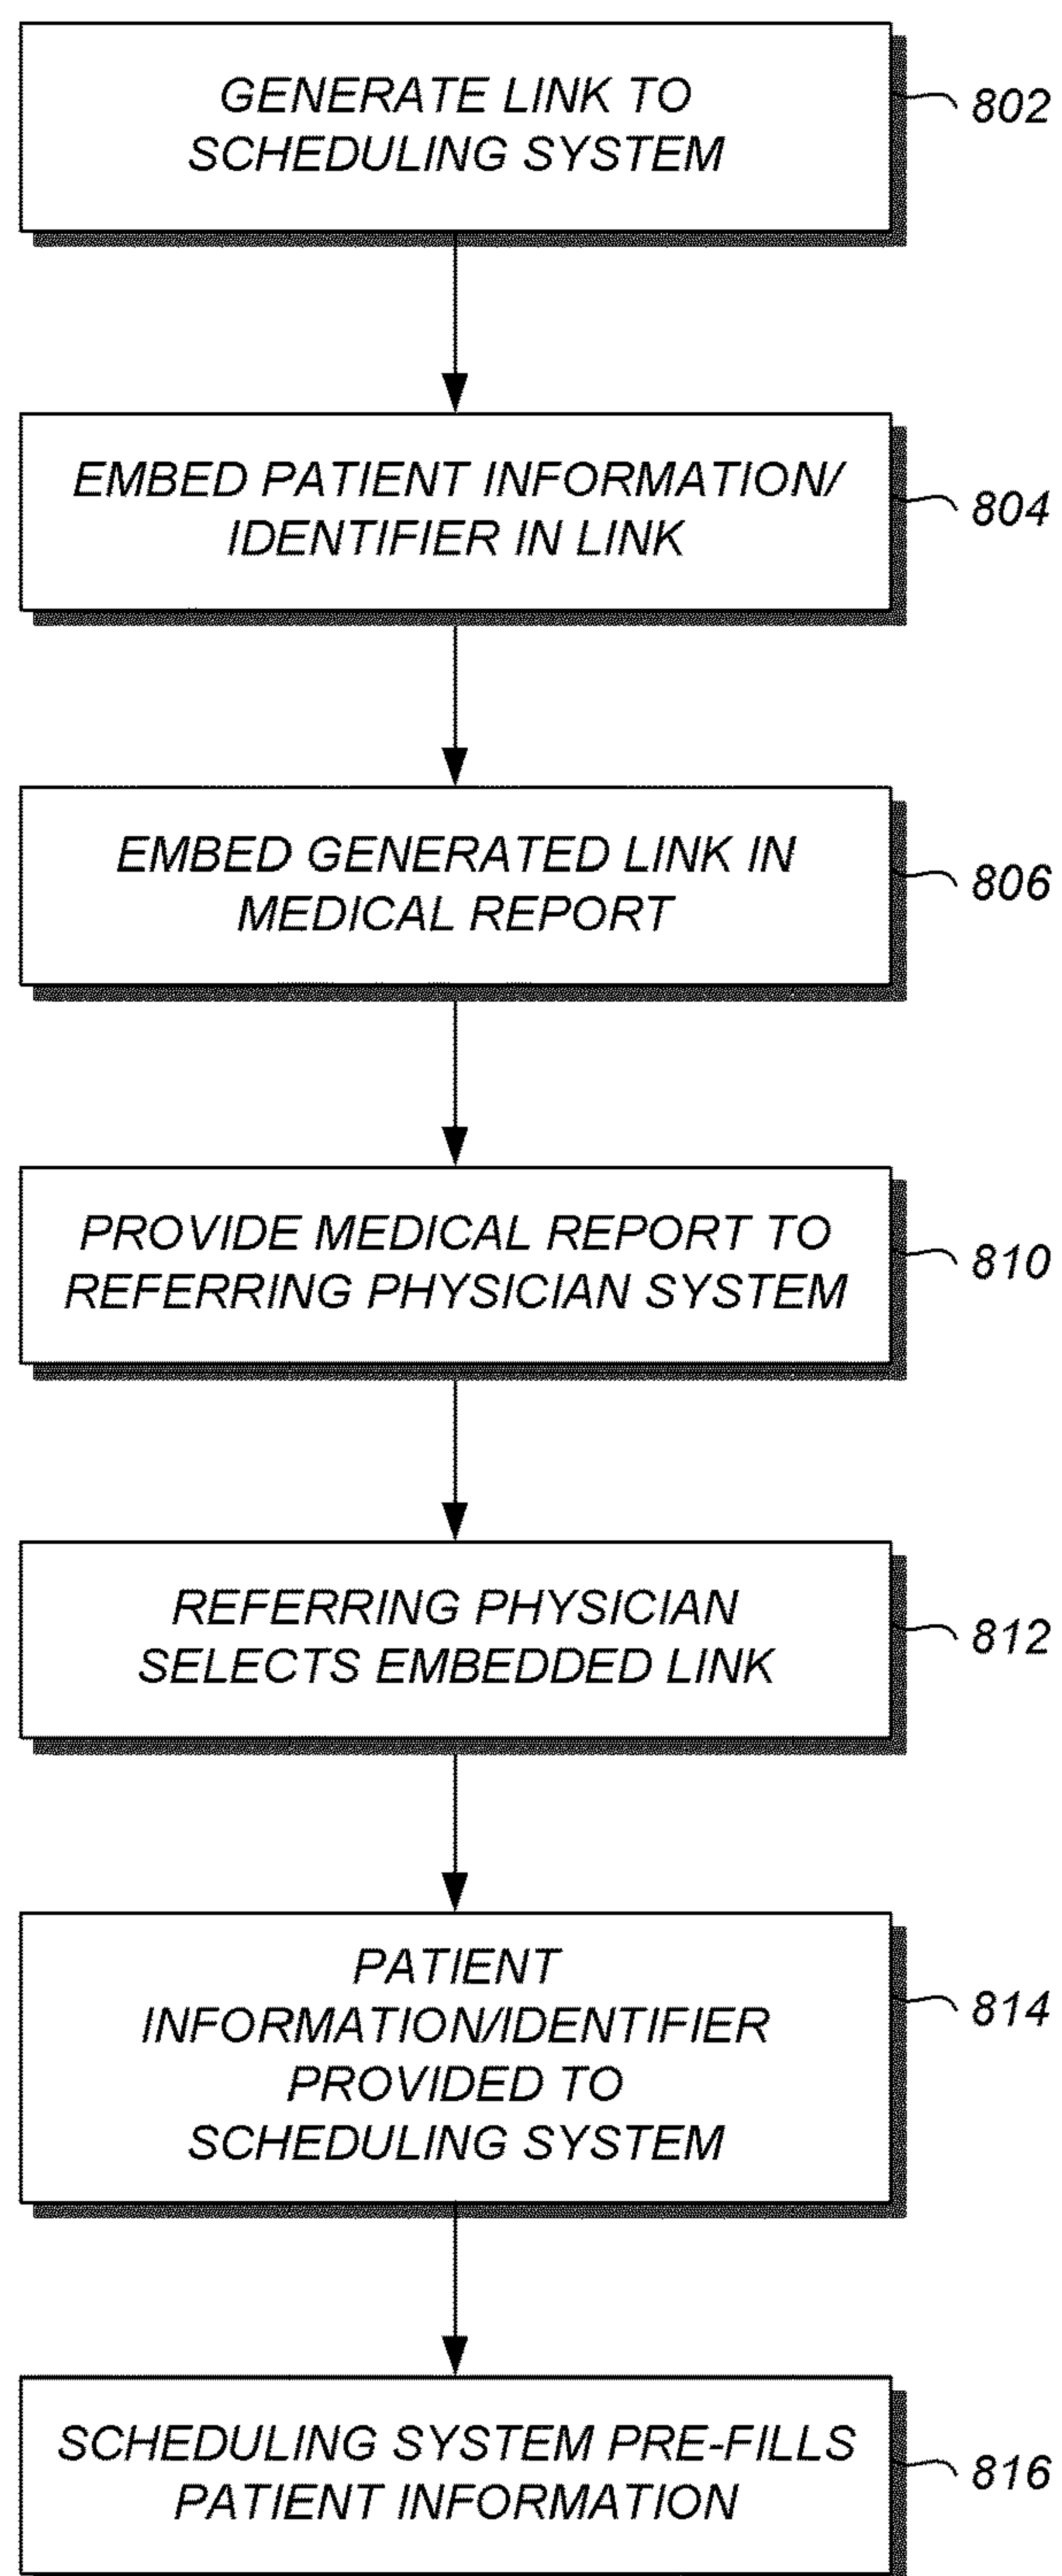 GENERATE LINK TO
SCHEDULING SYSTEM
802
EMBED PATIENT INFORMATION/
IDENTIFIER IN LINK
804
EMBED GENERATED LINK IN
MEDICAL REPORT
806
PROVIDE MEDICAL REPORT TO
REFERRING PHYSICIAN SYSTEM
810
REFERRING PHYSICIAN
SELECTS EMBEDDED LINK
812
PATIENT
INFORMATION/IDENTIFIER
PROVIDED TO
SCHEDULING SYSTEM
814
SCHEDULING SYSTEM PRE-FILLS
PATIENT INFORMATION
816